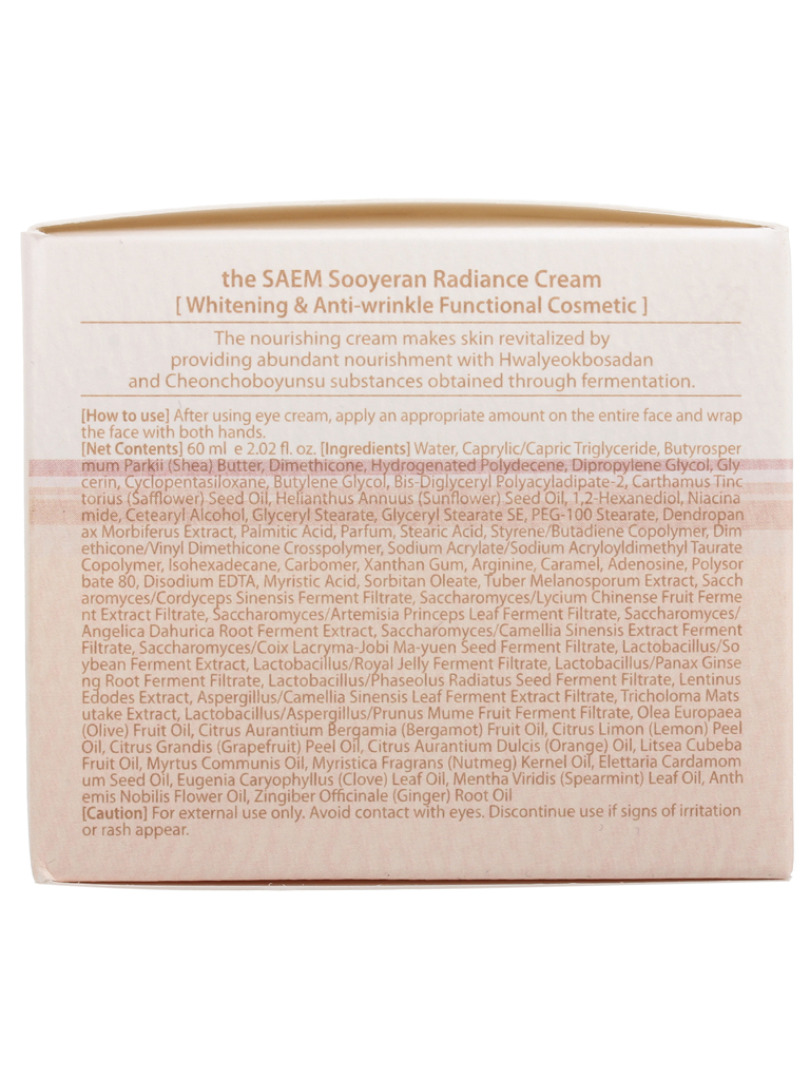 the SAEM Sooyeran Radiance Cream
[ Whitening & Anti-wrinkle Functional Cosmetic ]
The nourishing cream makes skin revitalized by
providing abundant nourishment with Hwalyeokbosadan
and Cheonchoboyunsu substances obtained through fermentation.
[How to use] After using eye cream, apply an appropriate amount on the entire face and wrap
the face with both hands.
[Net Contents] 60 ml e 2.02 fl. oz. [Ingredients] Water, Caprylic/Capric Triglyceride, Butyrosper
mum Parkii (Shea) Butter, Dimethicone, Hydrogenated Polydecene, Dipropylene Glycol, Gly
cerin, Cyclopentasiloxane, Butylene Glycol, Bis-Diglyceryl Polyacyladipate-2, Carthamus Tinc
torius (Safflower) Seed Oil, Helianthus Annuus (Sunflower) Seed Oil, 1,2-Hexanediol, Niacina
mide, Cetearyl Alcohol, Glyceryl Stearate, Glyceryl Stearate SE, PEG-100 Stearate, Dendropan
ax Morbiferus Extract, Palmitic Acid, Parfum, Stearic Acid, Styrene/Butadiene Copolymer, Dim
ethicone/Vinyl Dimethicone Crosspolymer, Sodium Acrylate/Sodium Acryloyldimethyl Taurate
Copolymer, Isohexadecane, Carbomer, Xanthan Gum, Arginine, Caramel, Adenosine, Polysor
bate 80, Disodium EDTA, Myristic Acid, Sorbitan Oleate, Tuber Melanosporum Extract, Sacch
aromyces/Cordyceps Sinensis Ferment Filtrate, Saccharomyces/Lycium Chinense Fruit Ferme
nt Extract Filtrate, Saccharomyces/Artemisia Princeps Leaf Ferment Filtrate, Saccharomyces/
Angelica Dahurica Root Ferment Extract, Saccharomyces/Camellia Sinensis Extract Ferment
Filtrate, Saccharomyces/Coix Lacryma-Jobi Ma-yuen Seed Ferment Filtrate, Lactobacillus/So
ybean Ferment Extract, Lactobacillus/Royal Jelly Ferment Filtrate, Lactobacillus/Panax Ginse
ng Root Ferment Filtrate, Lactobacillus/Phaseolus Radiatus Seed Ferment Filtrate, Lentinus
Edodes Extract, Aspergillus/Camellia Sinensis Leaf Ferment Extract Filtrate, Tricholoma Mats
utake Extract, Lactobacillus/Aspergillus/Prunus Mume Fruit Ferment Filtrate, Olea Europaea
(Olive) Fruit Oil, Citrus Aurantium Bergamia (Bergamot) Fruit Oil, Citrus Limon (Lemon) Peel
Oil, Citrus Grandis (Grapefruit) Peel Oil, Citrus Aurantium Dulcis (Orange) Oil, Litsea Cubeba
Fruit Oil, Myrtus Communis Oil, Myristica Fragrans (Nutmeg) Kernel Oil, Elettaria Cardamom
um Seed Oil, Eugenia Caryophyllus (Clove) Leaf Oil, Mentha Viridis (Spearmint) Leaf Oil, Anth
emis Nobilis Flower Oil, Zingiber Officinale (Ginger) Root Oil
[Caution] For external use only. Avoid contact with eyes. Discontinue use if signs of irritation
or rash appear.